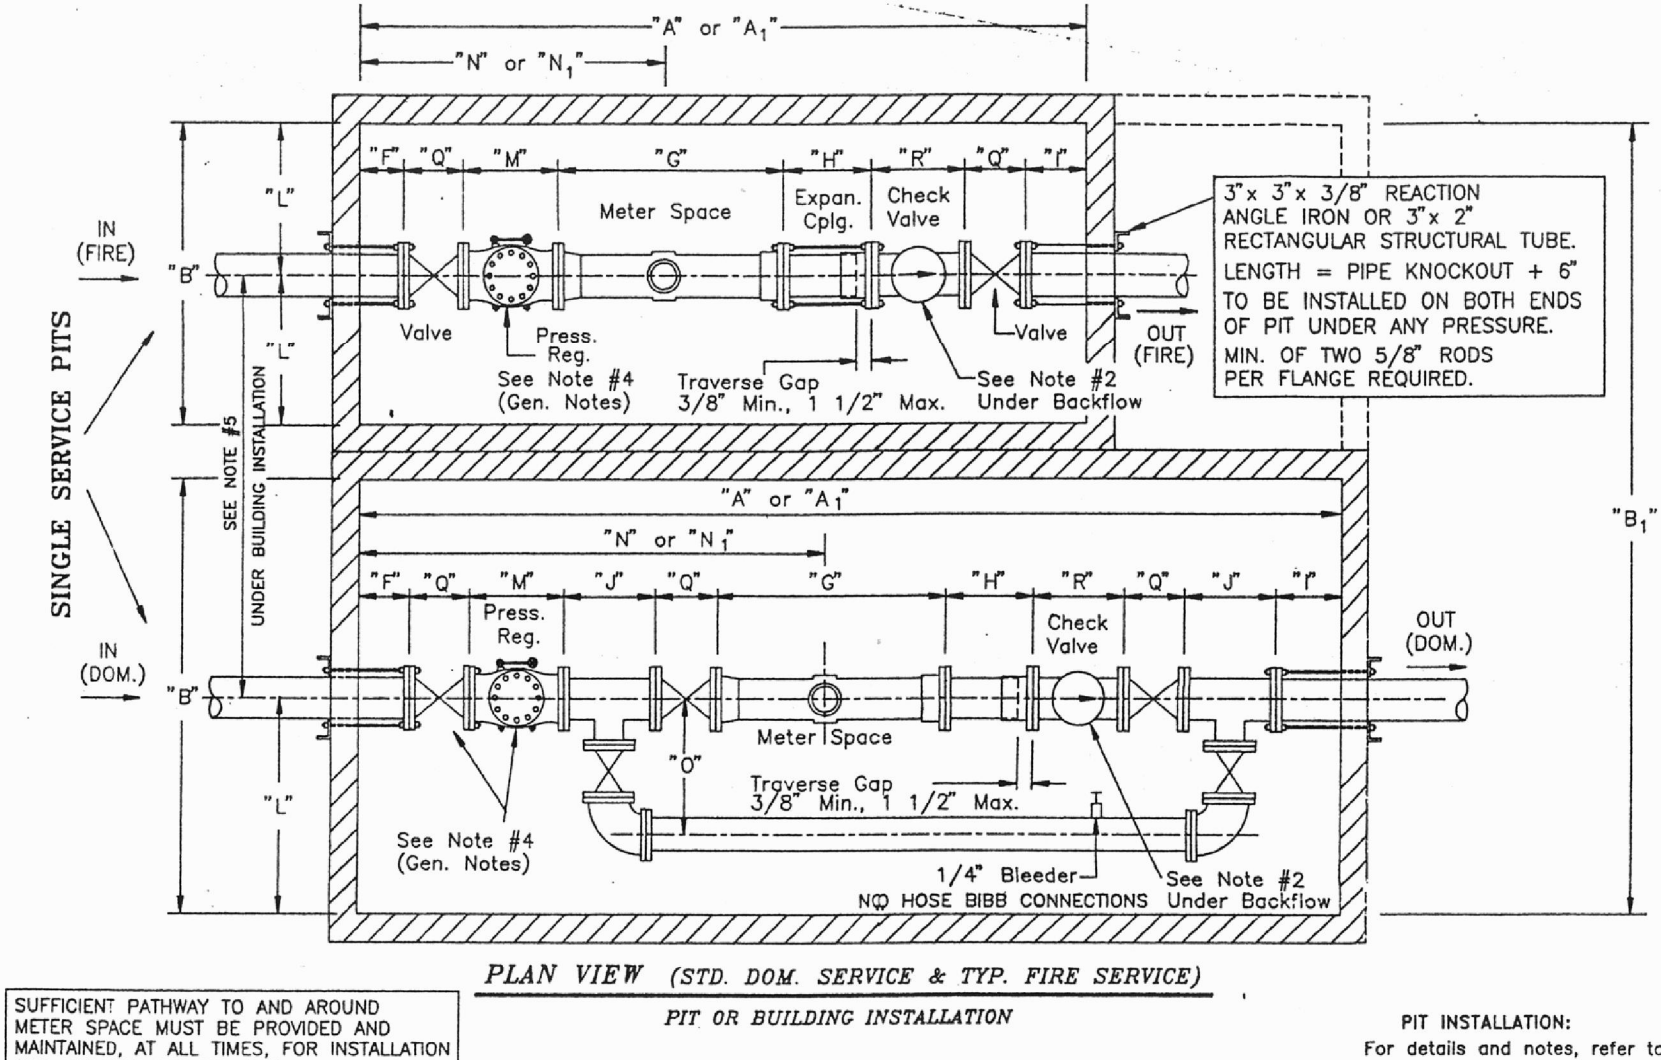 "A" or "A1"
"N" or "N1"
"F" "Q" "M" "G" "H" "R" "Q" "I"
"L"
Meter Space
Expan.
Cplg.
Check
Valve
3"x 3"x 3/8" REACTION
ANGLE IRON OR 3"x 2"
RECTANGULAR STRUCTURAL TUBE.
LENGTH = PIPE KNOCKOUT + 6"
TO BE INSTALLED ON BOTH ENDS
OF PIT UNDER ANY PRESSURE.
MIN. OF TWO 5/8" RODS
PER FLANGE REQUIRED.
IN
(FIRE)
"B"
"L"
Valve
Press.
Reg.
See Note #4
(Gen. Notes)
Traverse Gap
3/8" Min., 1 1/2" Max.
See Note #2
Under Backflow
Valve
OUT
(FIRE)
SINGLE SERVICE PITS
SEE NOTE #5
UNDER BUILDING INSTALLATION
"B1"
"A" or "A1"
"N" or "N1"
"F" "Q" "M" "J" "Q" "G" "H" "R" "Q" "J" "I"
Press.
Reg.
Check
Valve
IN
(DOM.)
OUT
(DOM.)
"B"
Meter Space
"O"
"L"
Traverse Gap
3/8" Min., 1 1/2" Max.
See Note #4
(Gen. Notes)
1/4" Bleeder
NO HOSE BIBB CONNECTIONS
See Note #2
Under Backflow
PLAN VIEW (STD. DOM. SERVICE & TYP. FIRE SERVICE)
PIT OR BUILDING INSTALLATION
SUFFICIENT PATHWAY TO AND AROUND
METER SPACE MUST BE PROVIDED AND
MAINTAINED, AT ALL TIMES, FOR INSTALLATION
PIT INSTALLATION:
For details and notes, refer to